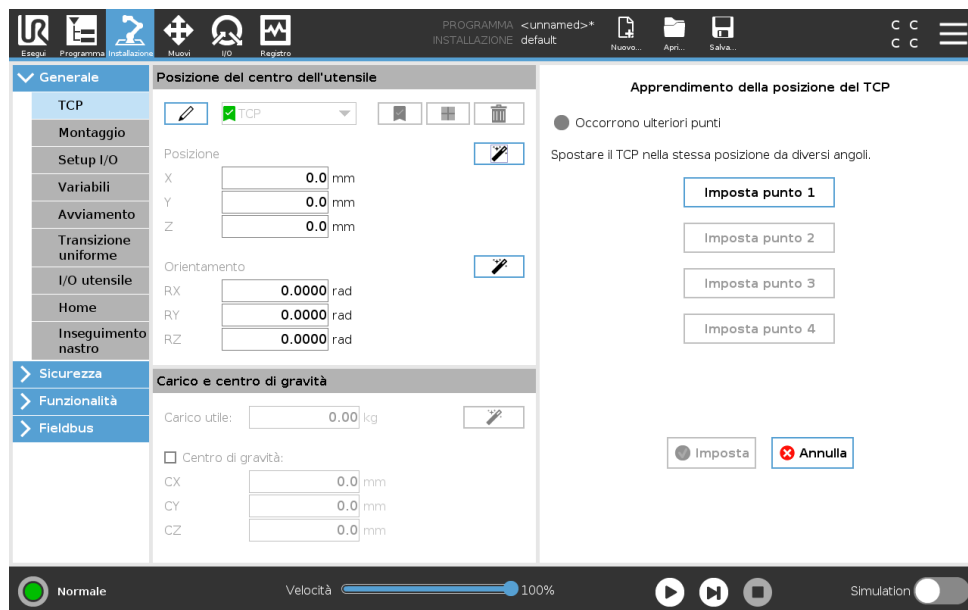 UR
PROGRAMMA <unnamed>*
INSTALLAZIONE default
C C
C C
Esegui Programma Installazione Muovi I/O Registro Nuovo... Apri... Salva...
Generale
TCP
Montaggio
Setup I/O
Variabili
Avviamento
Transizione
uniforme
I/O utensile
Home
Inseguimento
nastro
Sicurezza
Funzionalità
Fieldbus
Posizione del centro dell'utensile
TCP
Posizione
X 0.0 mm
Y 0.0 mm
Z 0.0 mm
Orientamento
RX 0.0000 rad
RY 0.0000 rad
RZ 0.0000 rad
Carico e centro di gravità
Carico utile: 0.00 kg
Centro di gravità:
CX 0.0 mm
CY 0.0 mm
CZ 0.0 mm
Apprendimento della posizione del TCP
Occorrono ulteriori punti
Spostare il TCP nella stessa posizione da diversi angoli.
Imposta punto 1
Imposta punto 2
Imposta punto 3
Imposta punto 4
Imposta Annulla
Normale Velocità 100% Simulation